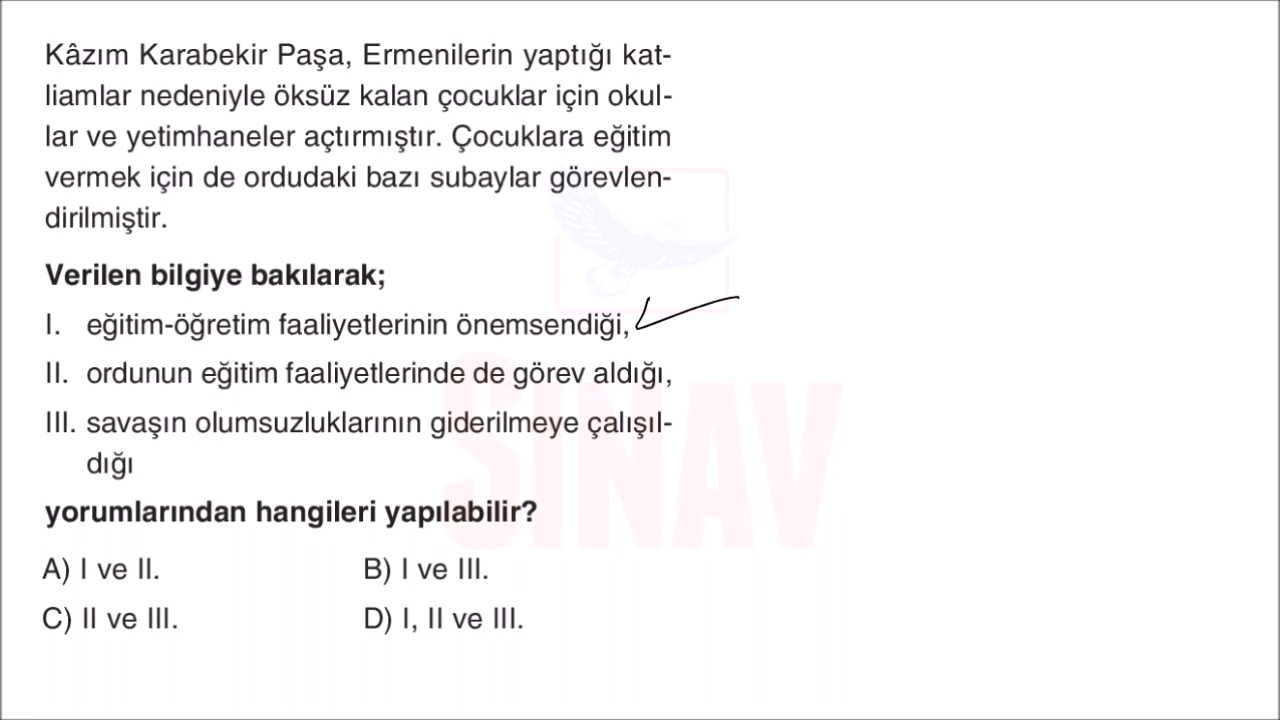 Kâzım Karabekir Paşa, Ermenilerin yaptığı kat-
liamlar nedeniyle öksüz kalan çocuklar için okul-
lar ve yetimhaneler açtırmıştır. Çocuklara eğitim
vermek için de ordudaki bazı subaylar görevlen-
dirilmiştir.
Verilen bilgiye bakılarak;
I. eğitim-öğretim faaliyetlerinin önemsendiği,
II. ordunun eğitim faaliyetlerinde de görev aldığı,
III. savaşın olumsuzluklarının giderilmeye çalışıl-
dığı
yorumlarından hangileri yapılabilir?
A) I ve II. B) I ve III.
C) II ve III. D) I, II ve III.
SINAV